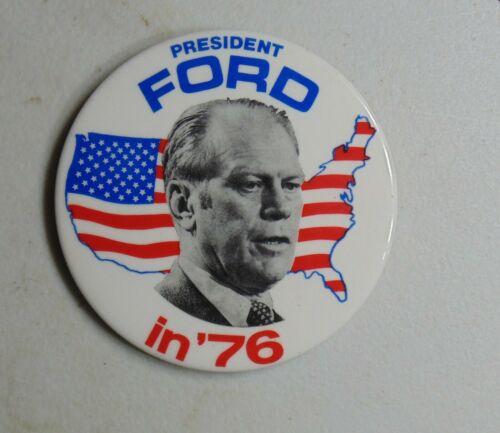 PRESIDENT
FORD
in '76